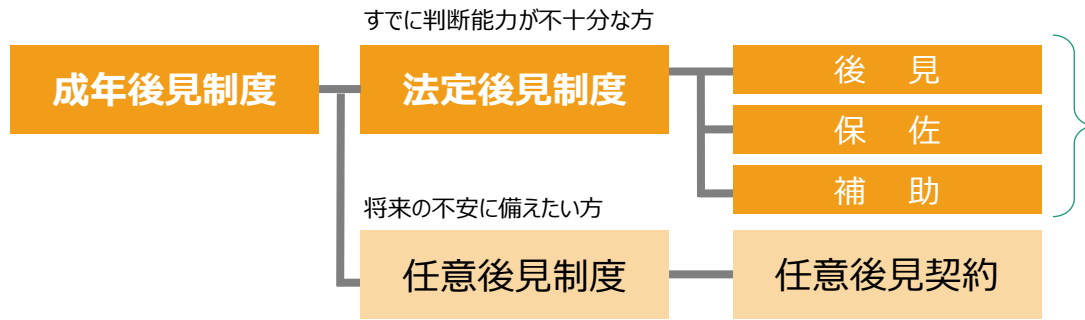 すでに判断能力が不十分な方
成年後見制度
法定後見制度
後　見
保　佐
補　助
将来の不安に備えたい方
任意後見制度
任意後見契約